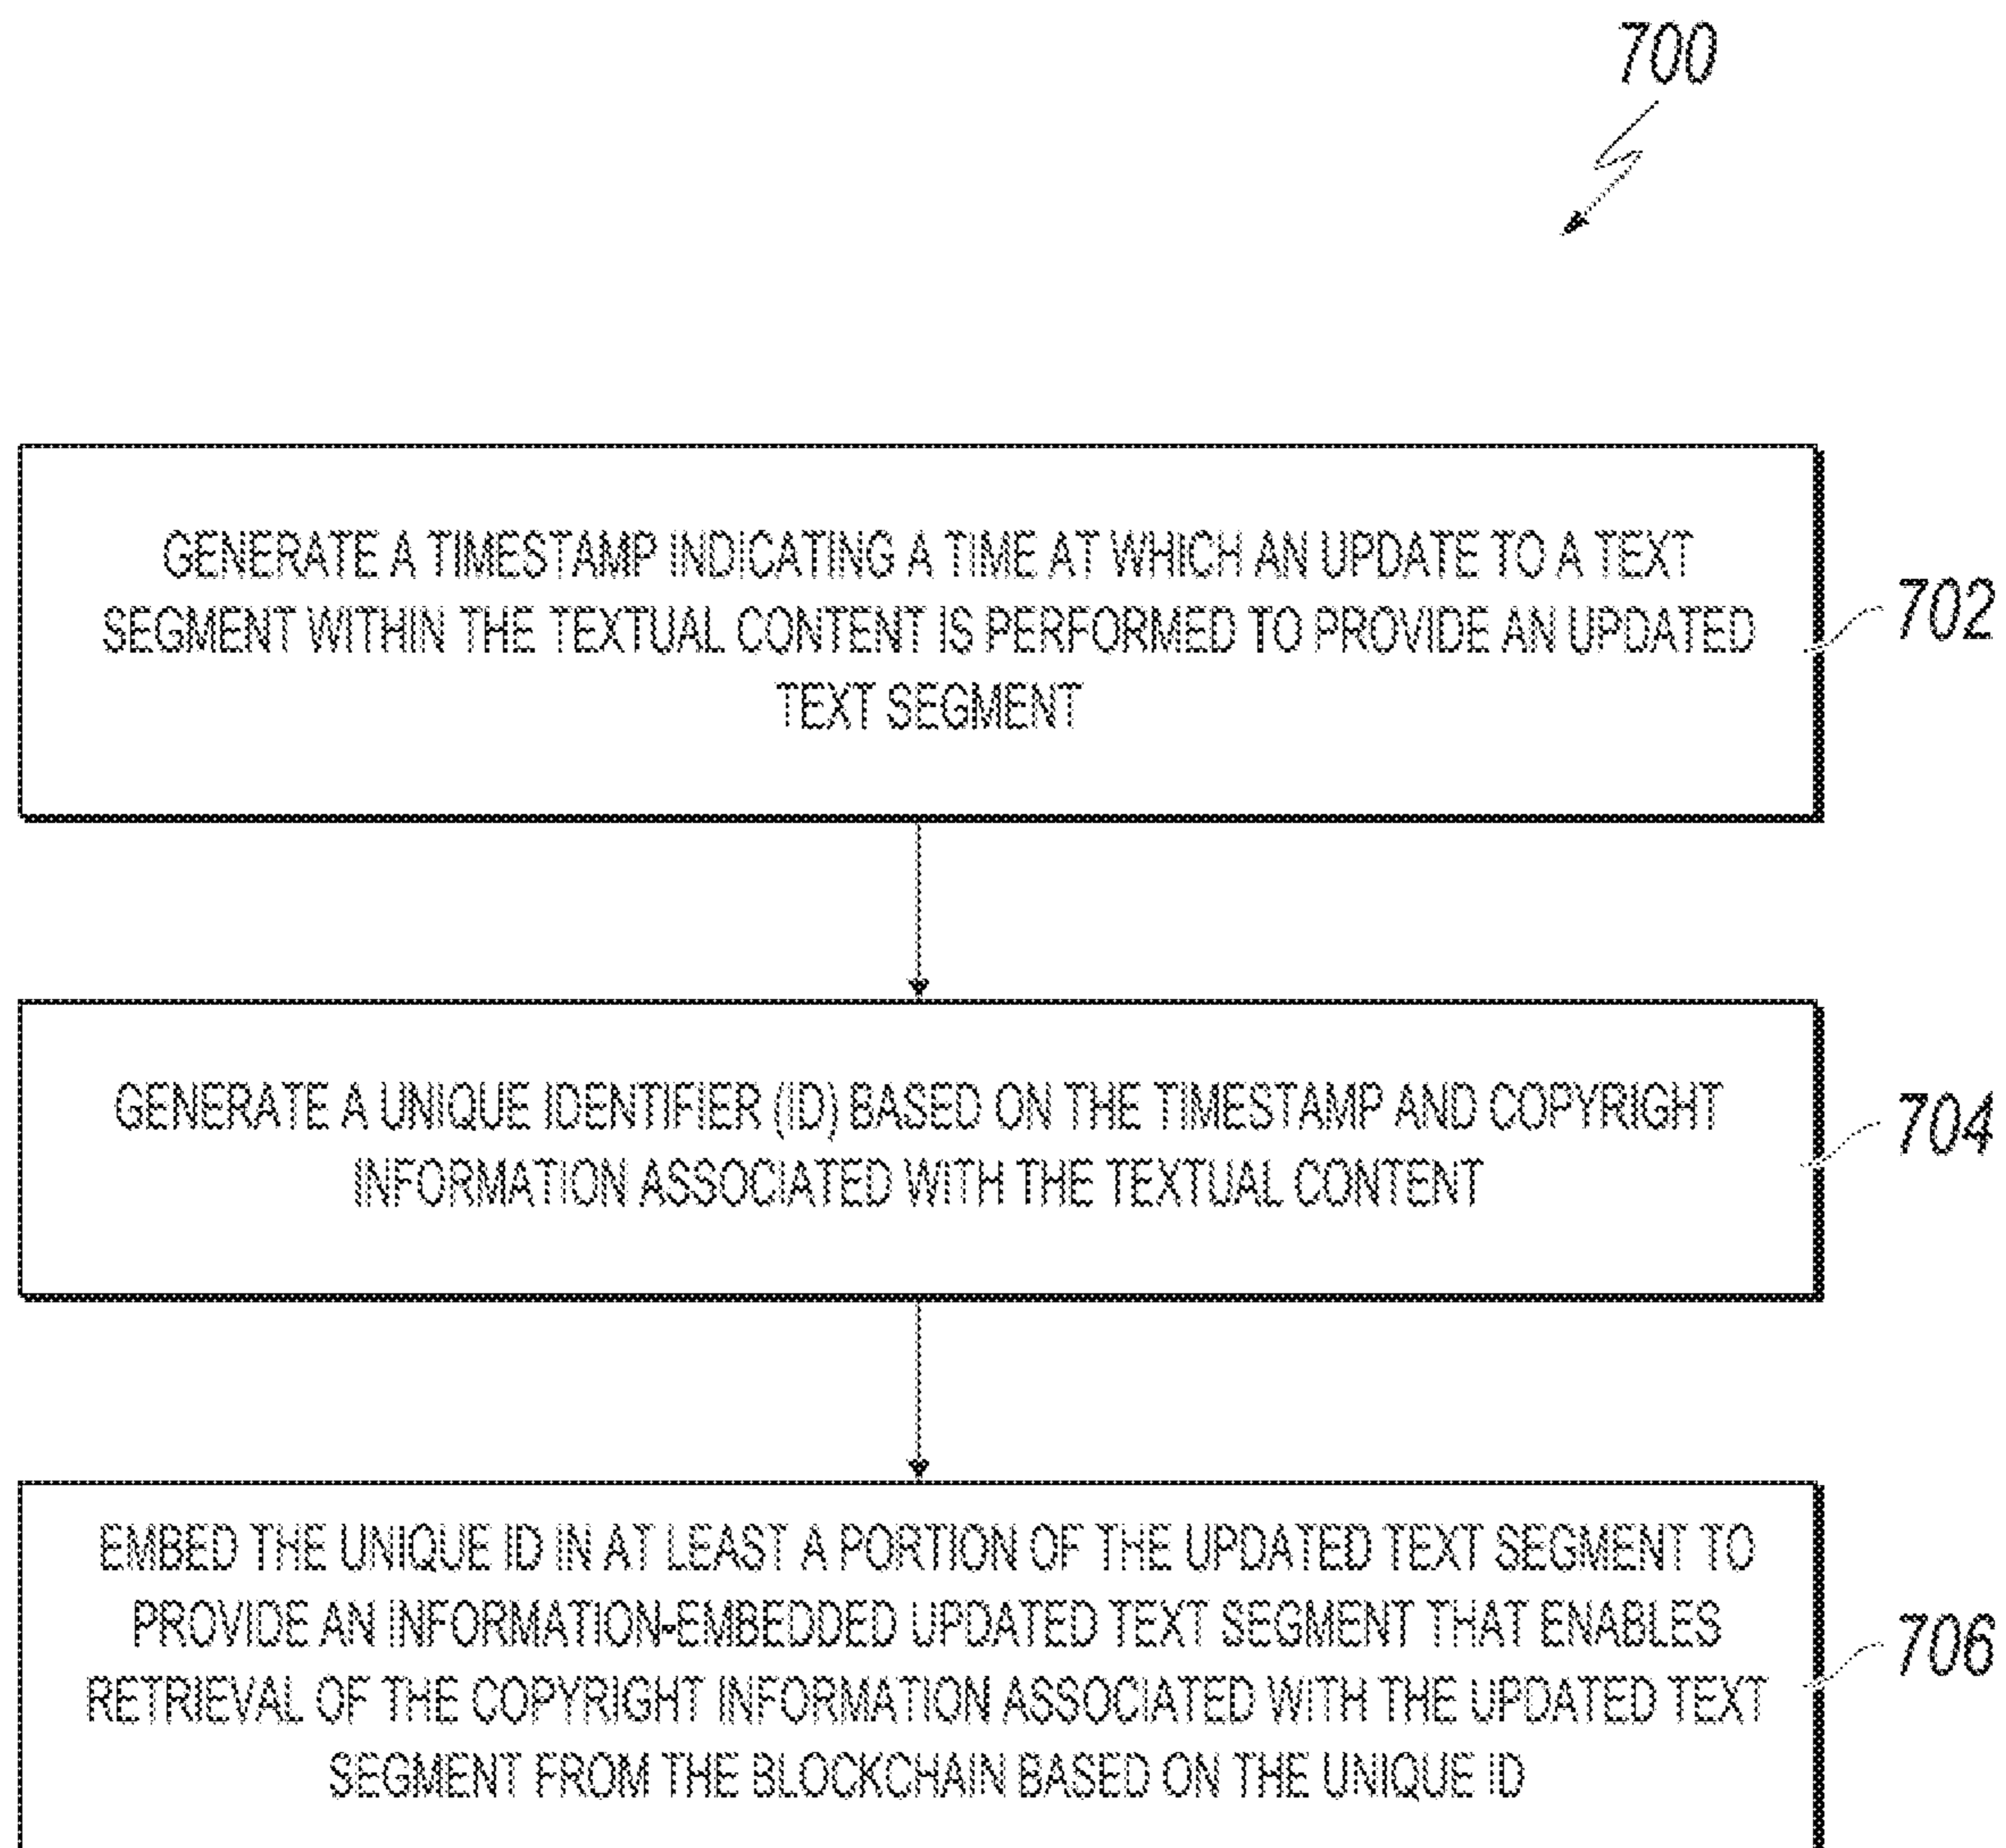 700
GENERATE A TIMESTAMP INDICATING A TIME AT WHICH AN UPDATE TO A TEXT
SEGMENT WITHIN THE TEXTUAL CONTENT IS PERFORMED TO PROVIDE AN UPDATED
TEXT SEGMENT
702
GENERATE A UNIQUE IDENTIFIER (ID) BASED ON THE TIMESTAMP AND COPYRIGHT
INFORMATION ASSOCIATED WITH THE TEXTUAL CONTENT
704
EMBED THE UNIQUE ID IN AT LEAST A PORTION OF THE UPDATED TEXT SEGMENT TO
PROVIDE AN INFORMATION-EMBEDDED UPDATED TEXT SEGMENT THAT ENABLES
RETRIEVAL OF THE COPYRIGHT INFORMATION ASSOCIATED WITH THE UPDATED TEXT
SEGMENT FROM THE BLOCKCHAIN BASED ON THE UNIQUE ID
706